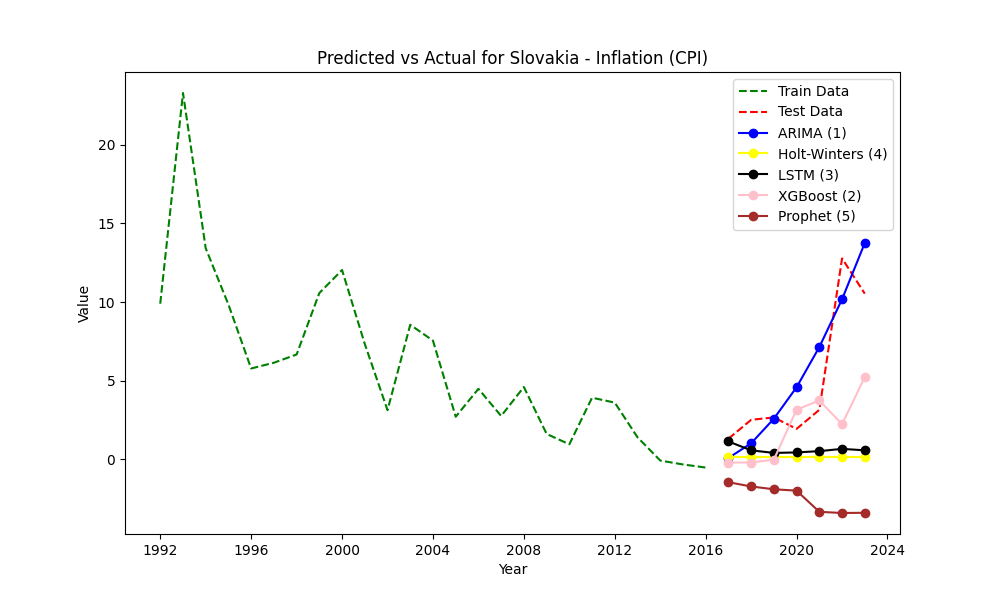 Predicted vs Actual for Slovakia - Inflation (CPI)
Train Data
Test Data
ARIMA (1)
Holt-Winters (4)
LSTM (3)
XGBoost (2)
Prophet (5)
Value
20
15
10
5
0
1992
1996
2000
2004
2008
2012
2016
2020
2024
Year